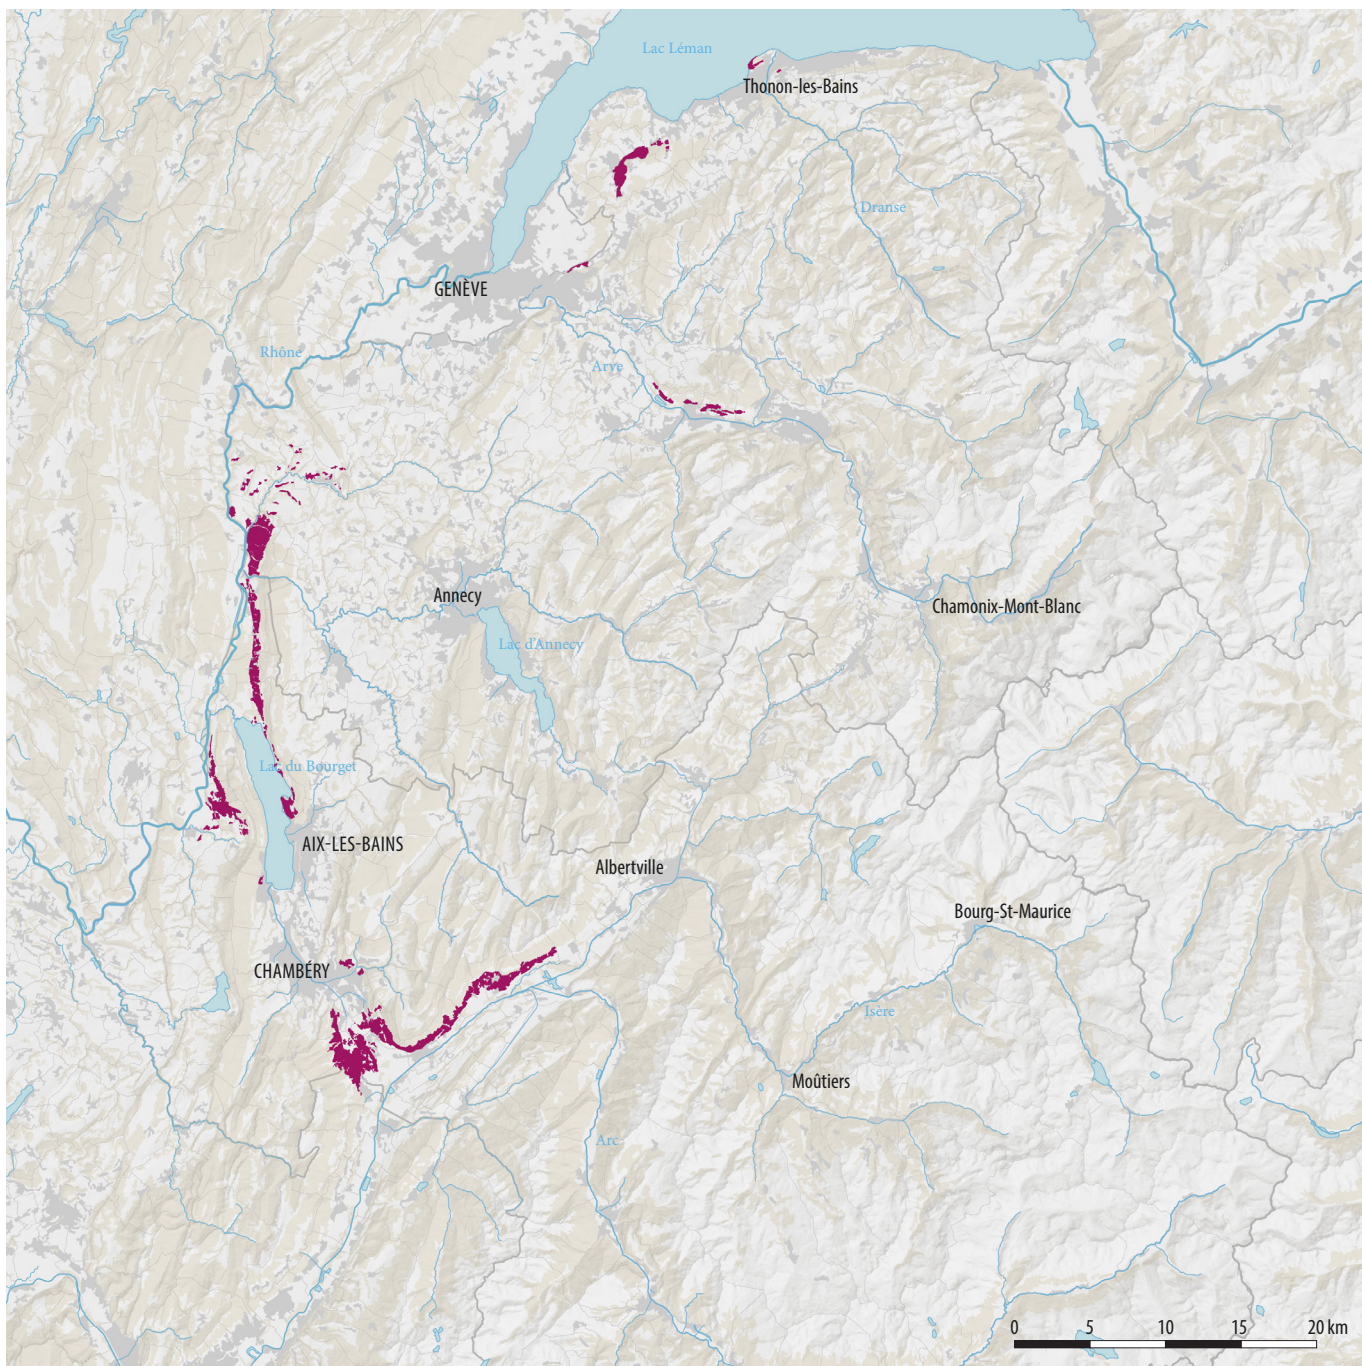 Lac Léman
Thonon-les-Bains
Dranse
GENÈVE
Rhône
Arve
Annecy
Chamonix-Mont-Blanc
Lac d'Annecy
Lac du Bourget
AIX-LES-BAINS
Albertville
Bourg-St-Maurice
CHAMBÉRY
Isère
Moûtiers
Arc
0 5 10 15 20 km